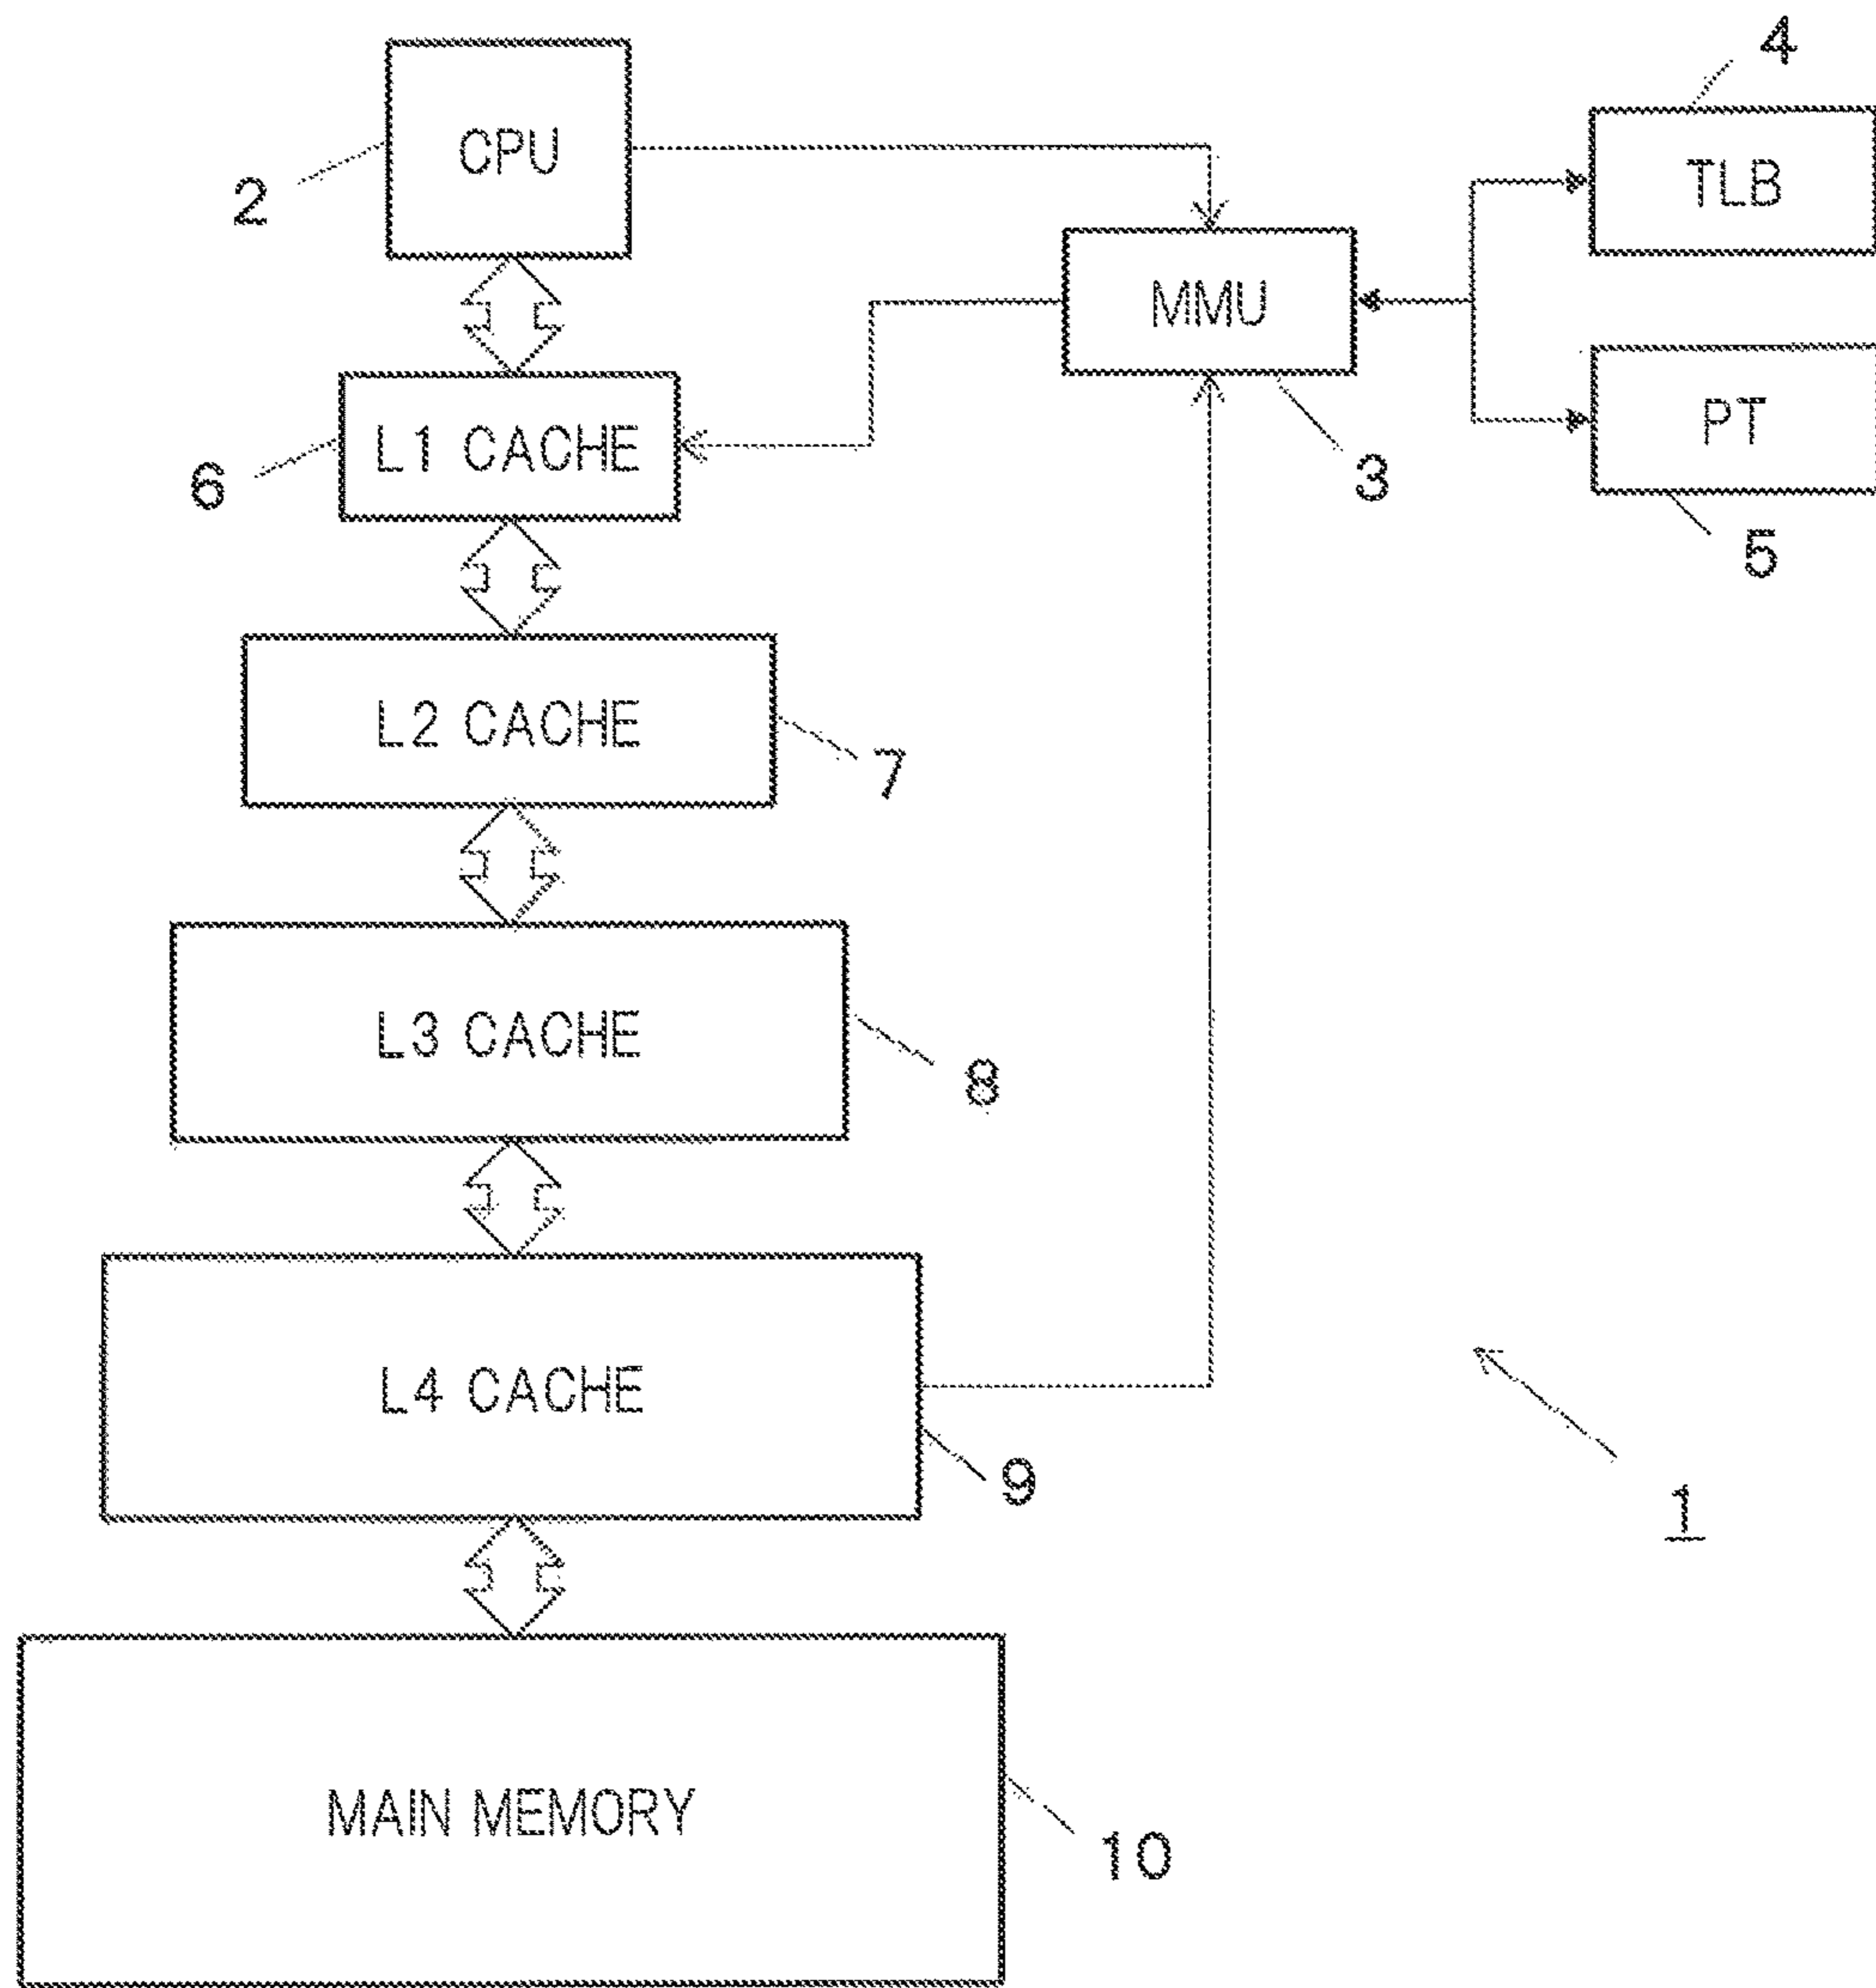 4
CPU
TLB
2
MMU
L1 CACHE
PT
6
3
5
L2 CACHE
7
L3 CACHE
8
L4 CACHE
9
1
MAIN MEMORY
10